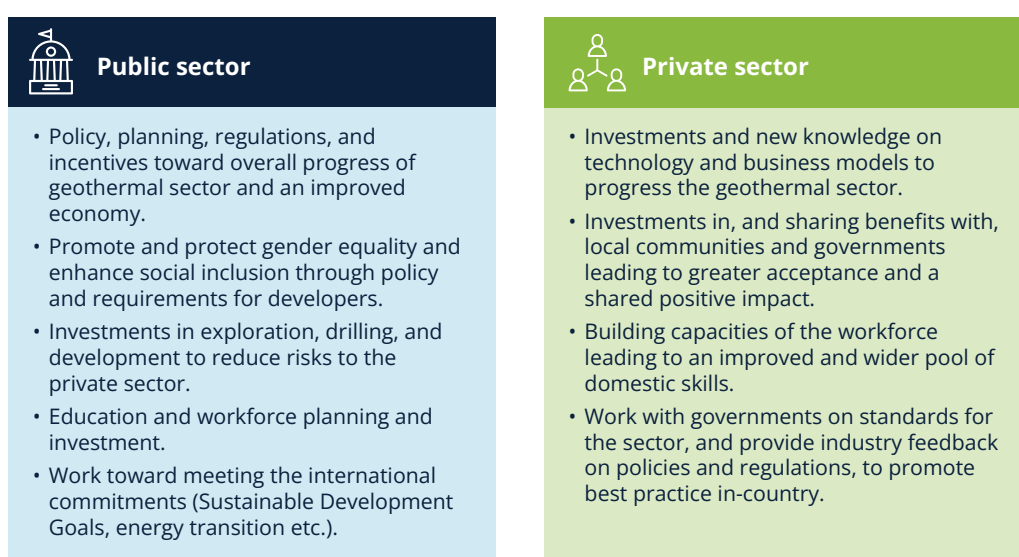 Public sector
• Policy, planning, regulations, and
incentives toward overall progress of
geothermal sector and an improved
economy.
• Promote and protect gender equality and
enhance social inclusion through policy
and requirements for developers.
• Investments in exploration, drilling, and
development to reduce risks to the
private sector.
• Education and workforce planning and
investment.
• Work toward meeting the international
commitments (Sustainable Development
Goals, energy transition etc.).
Private sector
• Investments and new knowledge on
technology and business models to
progress the geothermal sector.
• Investments in, and sharing benefits with,
local communities and governments
leading to greater acceptance and a
shared positive impact.
• Building capacities of the workforce
leading to an improved and wider pool of
domestic skills.
• Work with governments on standards for
the sector, and provide industry feedback
on policies and regulations, to promote
best practice in-country.